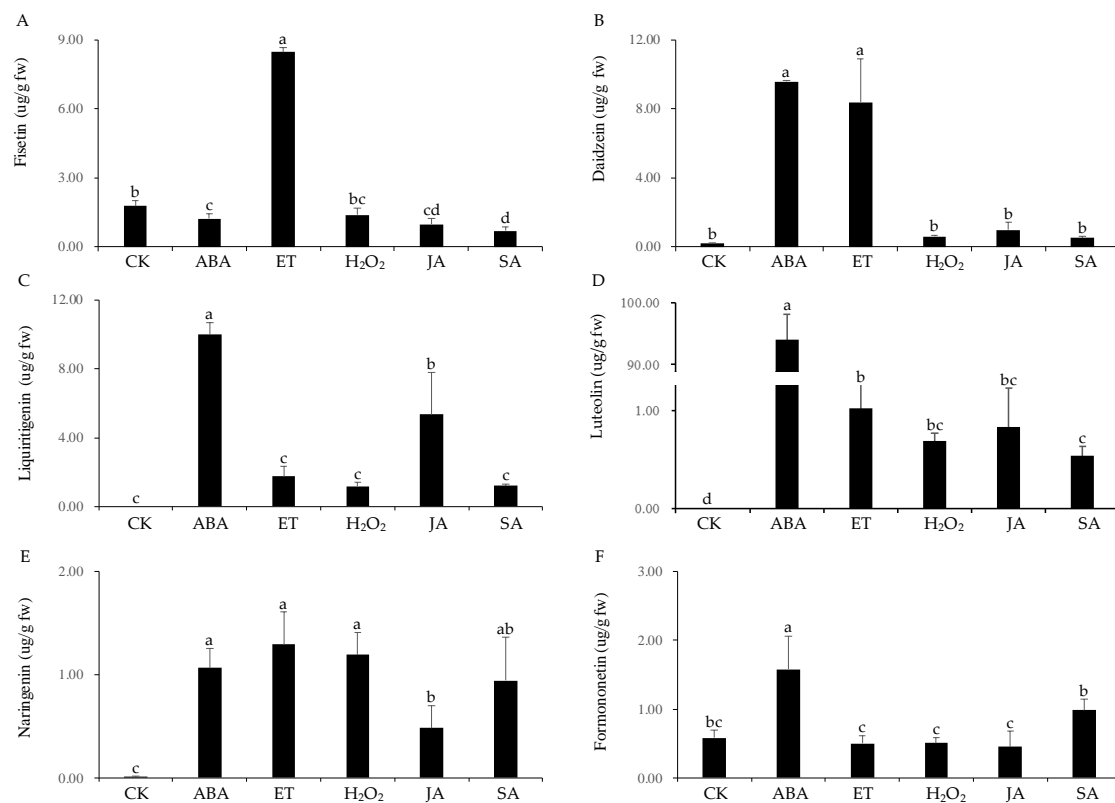 A
Fisetin (ug/g fw)
9.00
6.00
3.00
0.00
b
c
a
bc
cd
d
CK ABA ET H₂O₂ JA SA
B
Daidzein (ug/g fw)
12.00
8.00
4.00
0.00
b
a
a
b
b
b
CK ABA ET H₂O₂ JA SA
C
Liquiritigenin (ug/g fw)
12.00
8.00
4.00
0.00
c
a
c
c
b
c
CK ABA ET H₂O₂ JA SA
D
Luteolin (ug/g fw)
100.00
90.00
1.00
0.00
d
a
b
bc
bc
c
CK ABA ET H₂O₂ JA SA
E
Naringenin (ug/g fw)
2.00
1.00
0.00
c
a
a
a
b
ab
CK ABA ET H₂O₂ JA SA
F
Formononetin (ug/g fw)
3.00
2.00
1.00
0.00
bc
a
c
c
c
b
CK ABA ET H₂O₂ JA SA